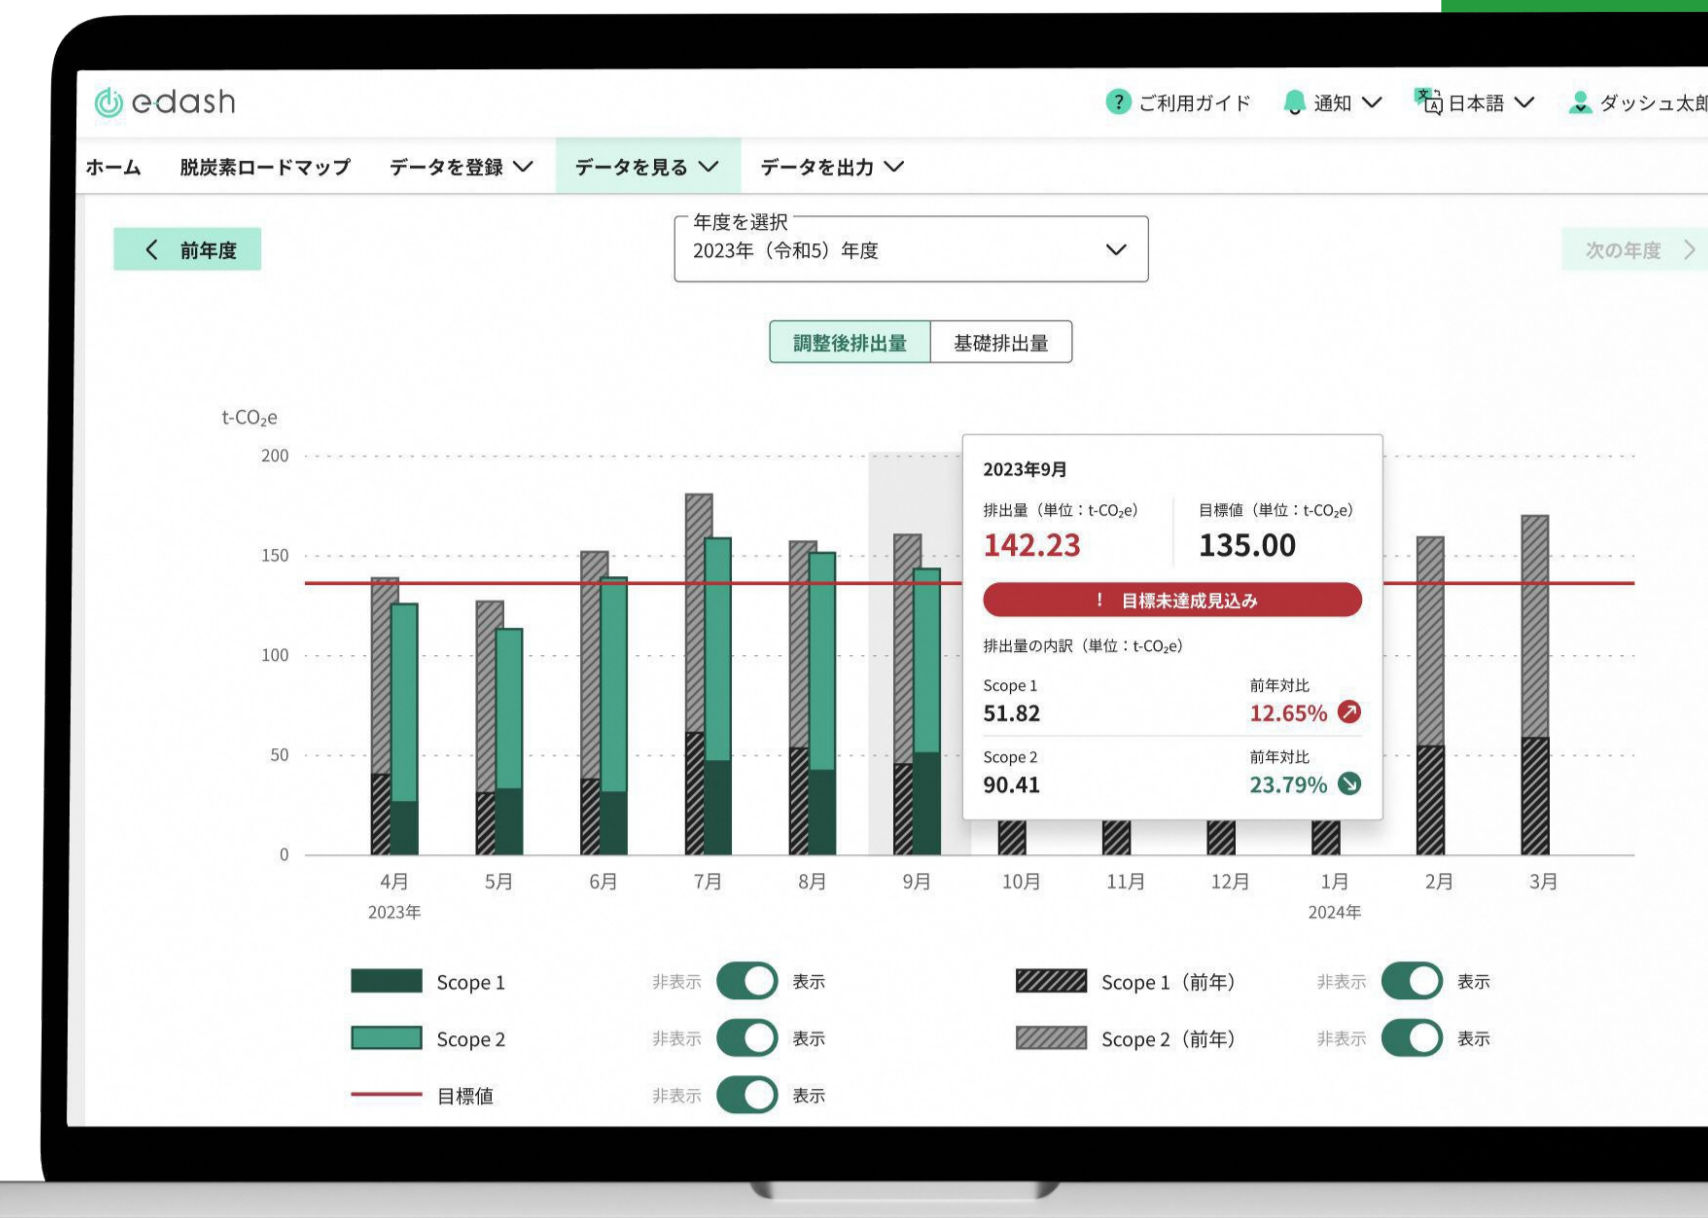 e-dash
ご利用ガイド 通知 日本語 ダッシュ太郎
ホーム 脱炭素ロードマップ データを登録 データを見る データを出力
前年度
年度を選択
2023年（令和5）年度
次の年度
調整後排出量 基礎排出量
t-CO₂e
200
150
100
50
0
2023年9月
排出量（単位：t-CO₂e） 目標値（単位：t-CO₂e）
142.23 135.00
! 目標未達成見込み
排出量の内訳（単位：t-CO₂e）
Scope 1 前年対比
51.82 12.65%
Scope 2 前年対比
90.41 23.79%
4月 5月 6月 7月 8月 9月 10月 11月 12月 1月 2月 3月
2023年 2024年
Scope 1 非表示 表示 Scope 1（前年） 非表示 表示
Scope 2 非表示 表示 Scope 2（前年） 非表示 表示
目標値 非表示 表示